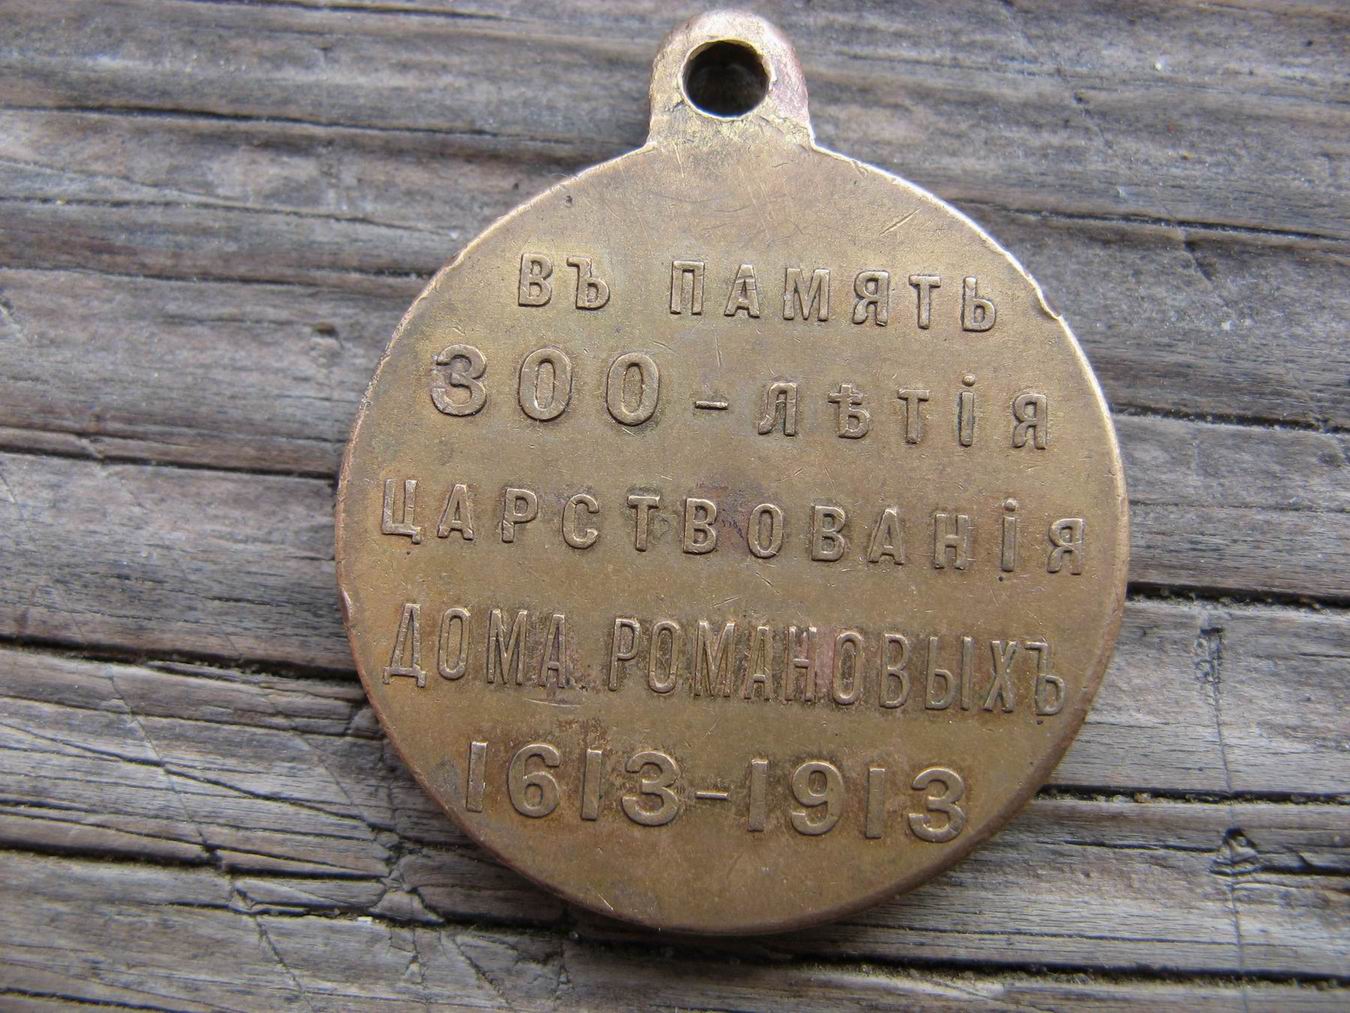 ВЪ ПАМЯТЬ
300-лѣтія
ЦАРСТВОВАНІЯ
ДОМА РОМАНОВЫХЪ
1613-1913